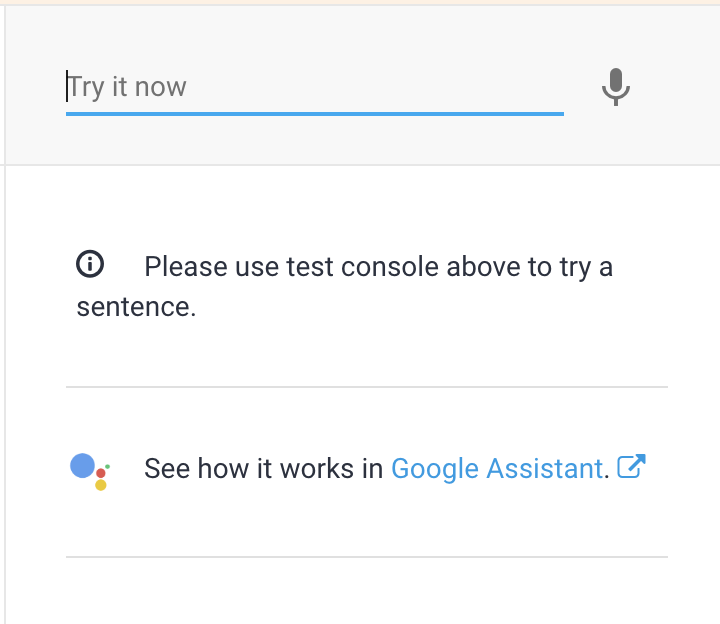 Try it now
Please use test console above to try a
sentence.
See how it works in Google Assistant.